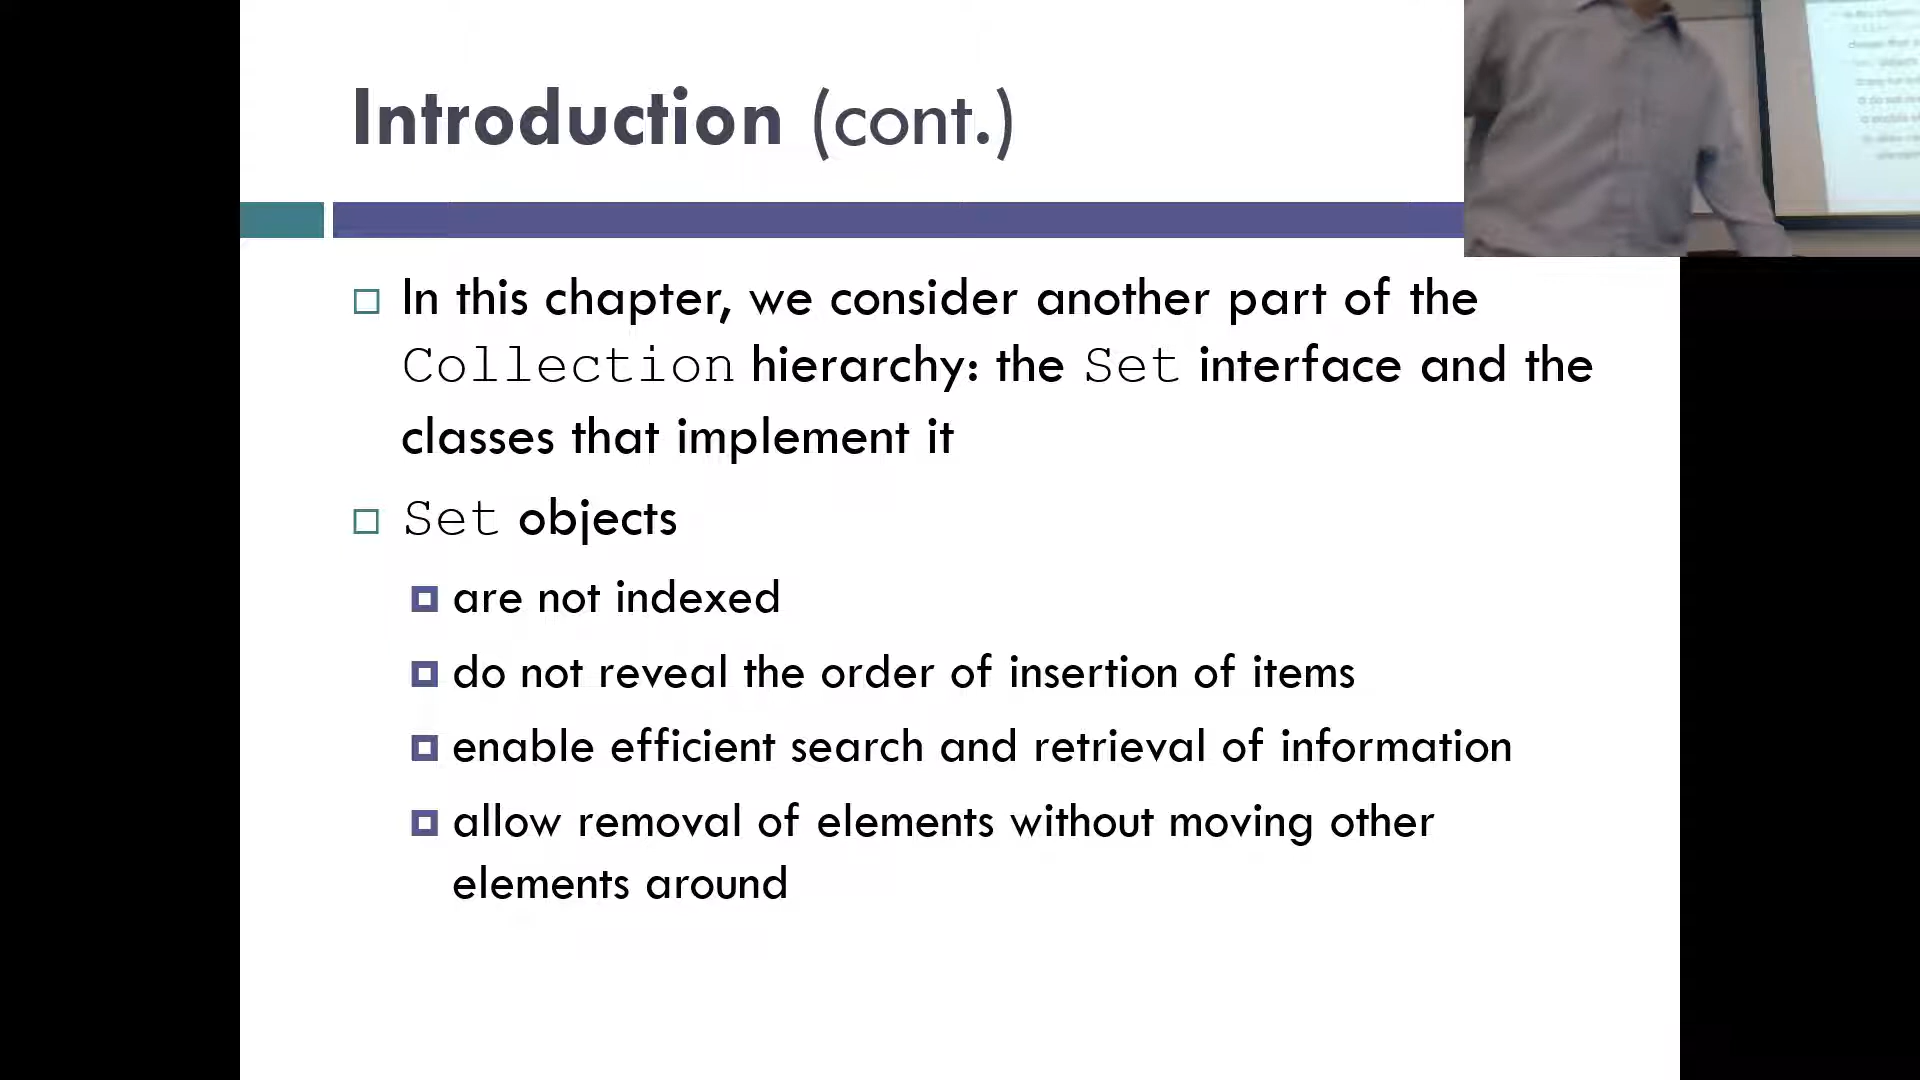 Introduction (cont.)
In this chapter, we consider another part of the
Collection hierarchy: the Set interface and the
classes that implement it
Set objects
are not indexed
do not reveal the order of insertion of items
enable efficient search and retrieval of information
allow removal of elements without moving other
elements around